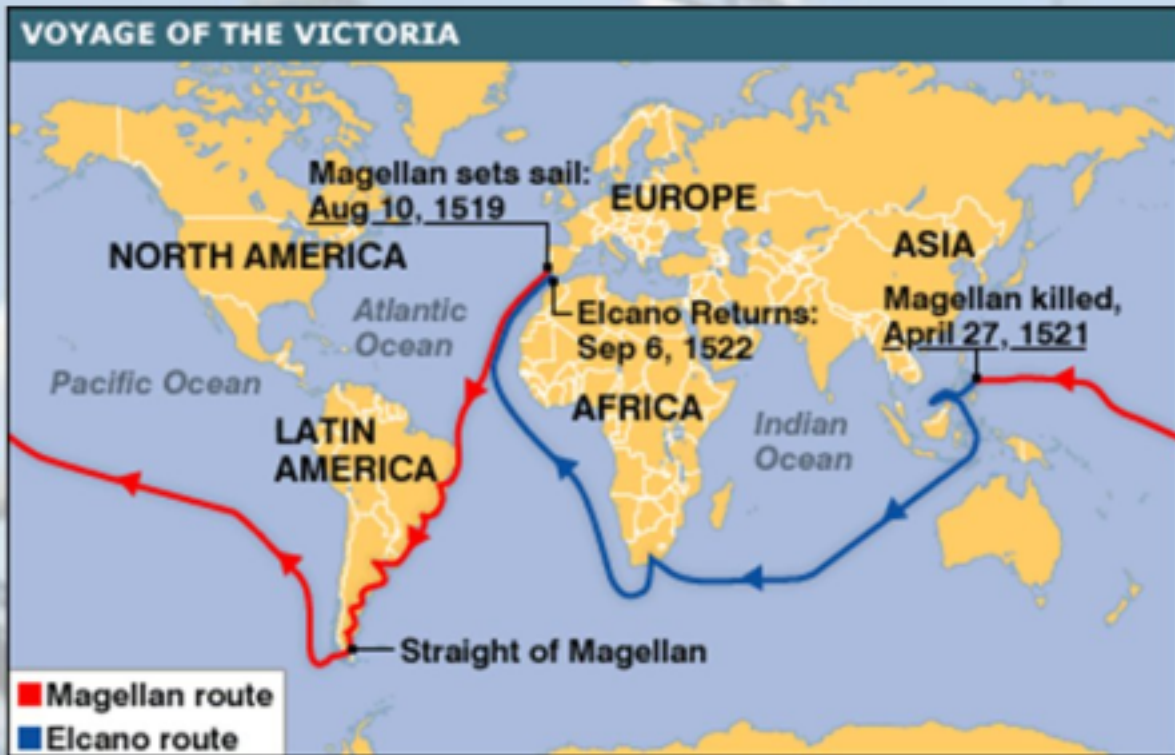 VOYAGE OF THE VICTORIA
Magellan sets sail:
Aug 10, 1519
EUROPE
NORTH AMERICA
ASIA
Atlantic
Ocean
Elcano Returns:
Sep 6, 1522
Magellan killed,
April 27, 1521
Pacific Ocean
AFRICA
Indian
Ocean
LATIN
AMERICA
Straight of Magellan
Magellan route
Elcano route